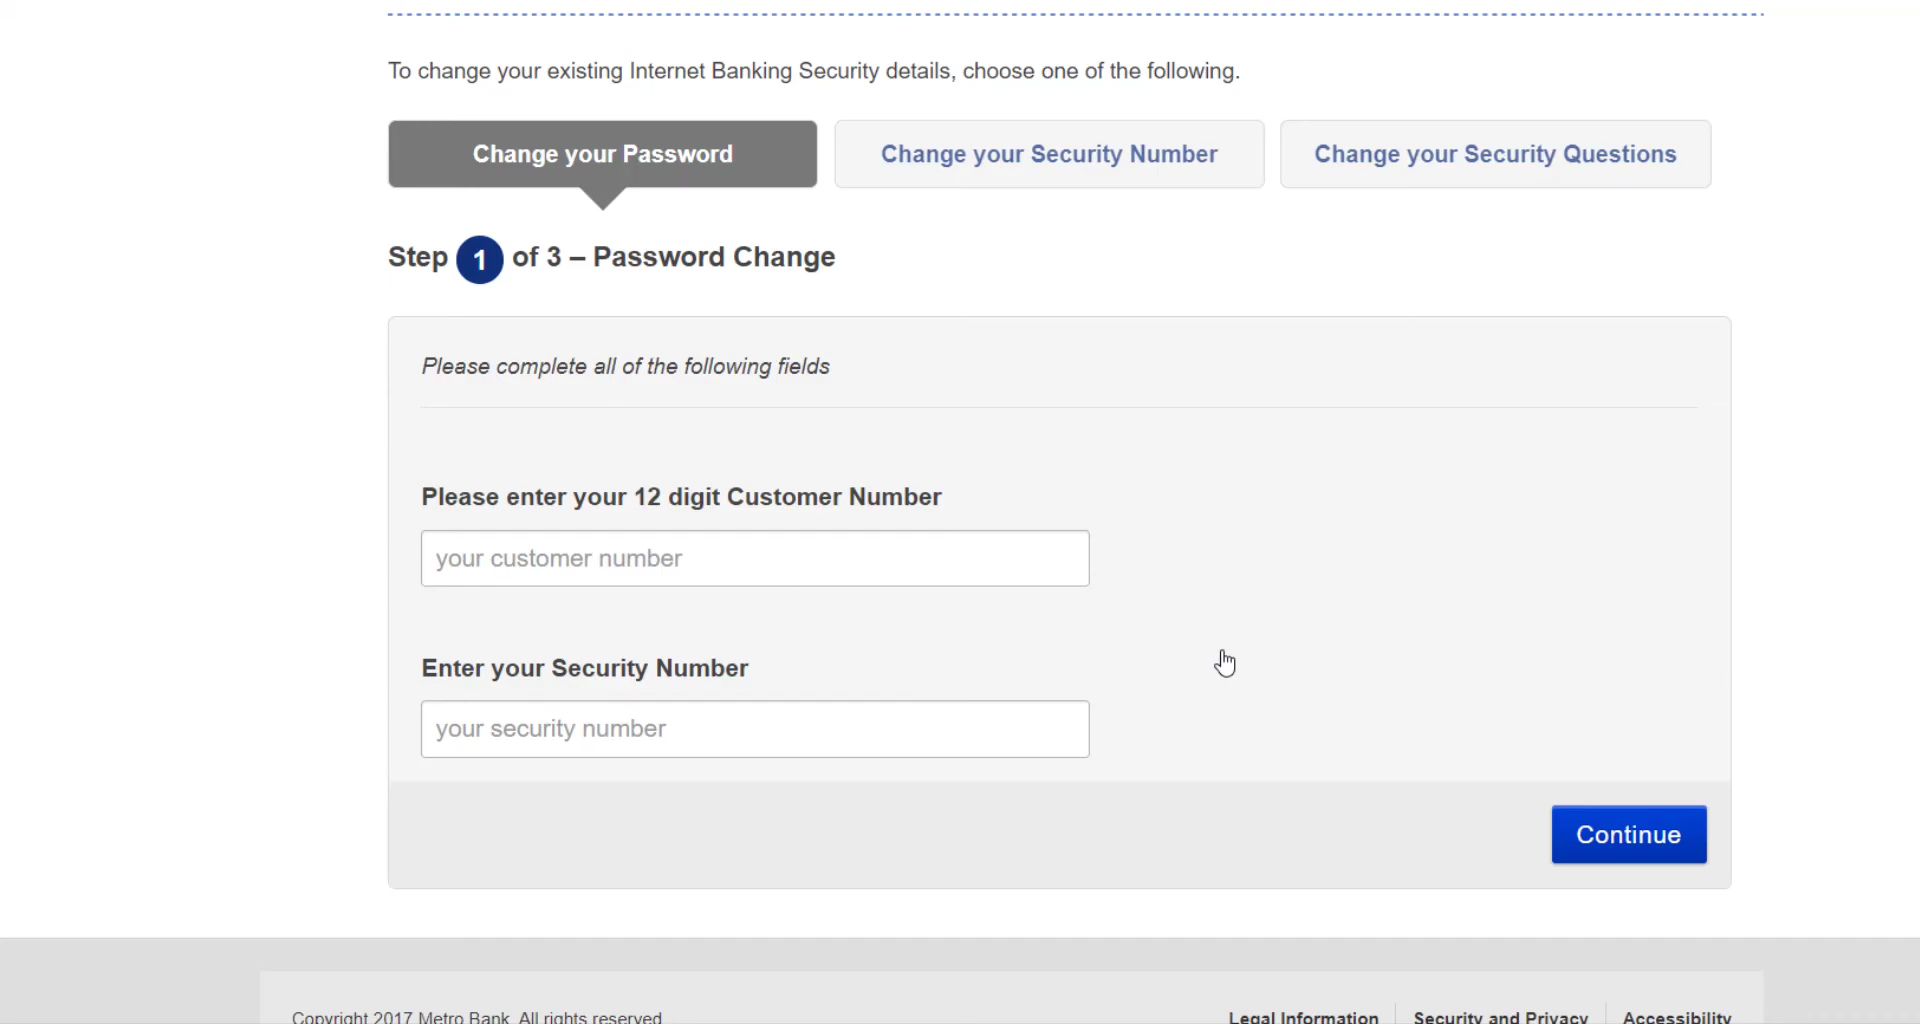 To change your existing Internet Banking Security details, choose one of the following.
Change your Password
Change your Security Number
Change your Security Questions
Step 1 of 3 – Password Change
Please complete all of the following fields
Please enter your 12 digit Customer Number
your customer number
Enter your Security Number
your security number
Continue
Copyright 2017 Metro Bank. All rights reserved
Legal Information
Security and Privacy
Accessibility